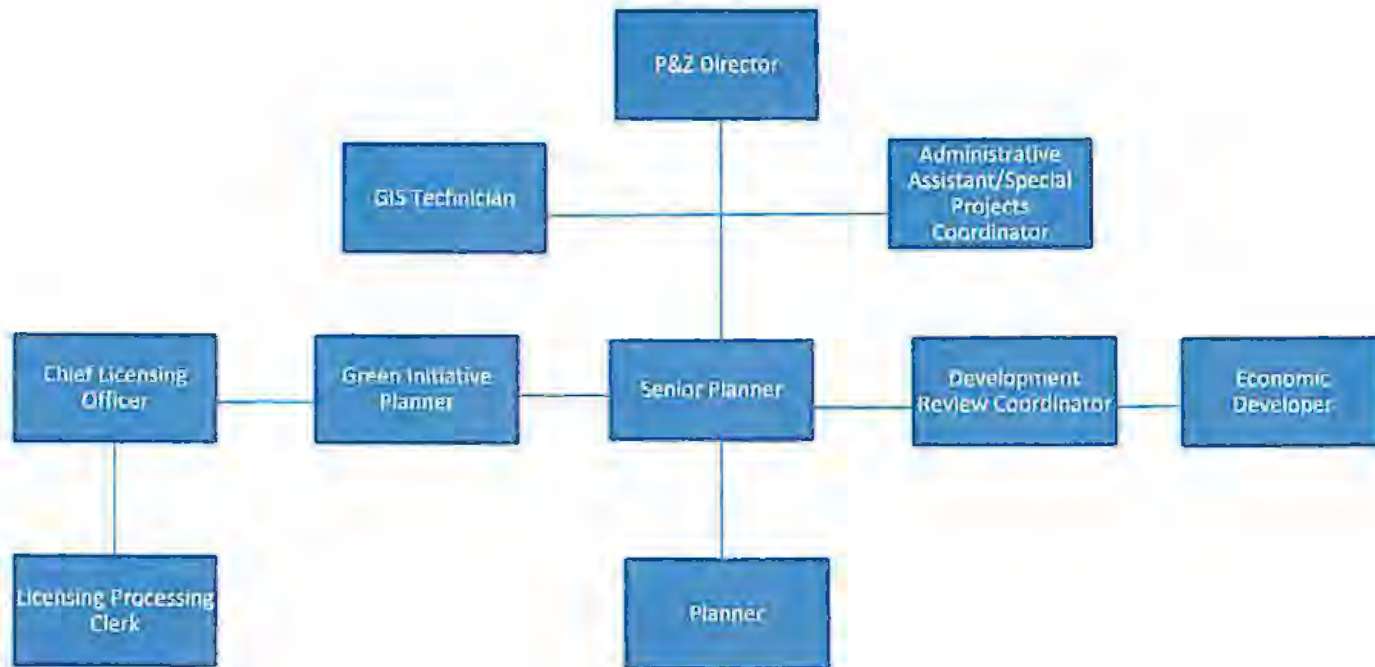 P&Z Director
GIS Technician
Administrative
Assistant/Special
Projects
Coordinator
Chief Licensing
Officer
Green Initiative
Planner
Senior Planner
Development
Review Coordinator
Economic
Developer
Licensing Processing
Clerk
Planner